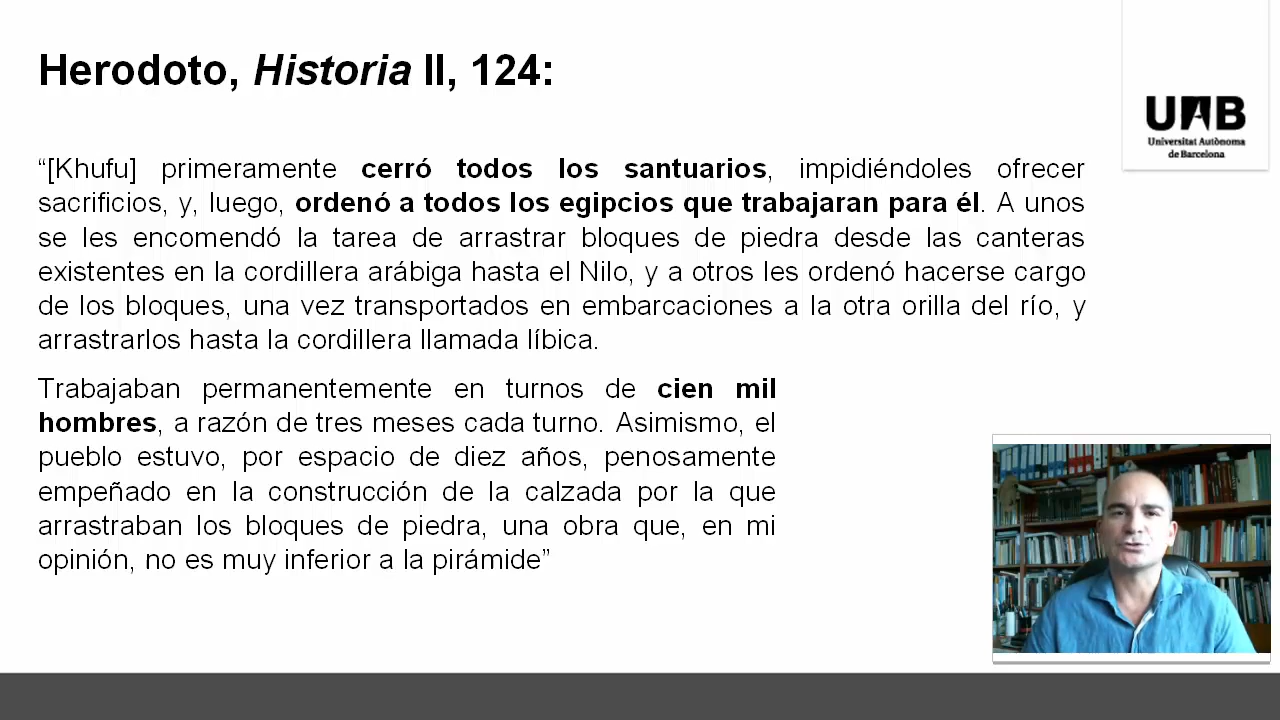 Herodoto, Historia II, 124:
UAB
Universitat Autònoma
de Barcelona
“[Khufu] primeramente cerró todos los santuarios, impidiéndoles ofrecer
sacrificios, y, luego, ordenó a todos los egipcios que trabajaran para él. A unos
se les encomendó la tarea de arrastrar bloques de piedra desde las canteras
existentes en la cordillera arábiga hasta el Nilo, y a otros les ordenó hacerse cargo
de los bloques, una vez transportados en embarcaciones a la otra orilla del río, y
arrastrarlos hasta la cordillera llamada líbica.
Trabajaban permanentemente en turnos de cien mil
hombres, a razón de tres meses cada turno. Asimismo, el
pueblo estuvo, por espacio de diez años, penosamente
empeñado en la construcción de la calzada por la que
arrastraban los bloques de piedra, una obra que, en mi
opinión, no es muy inferior a la pirámide”